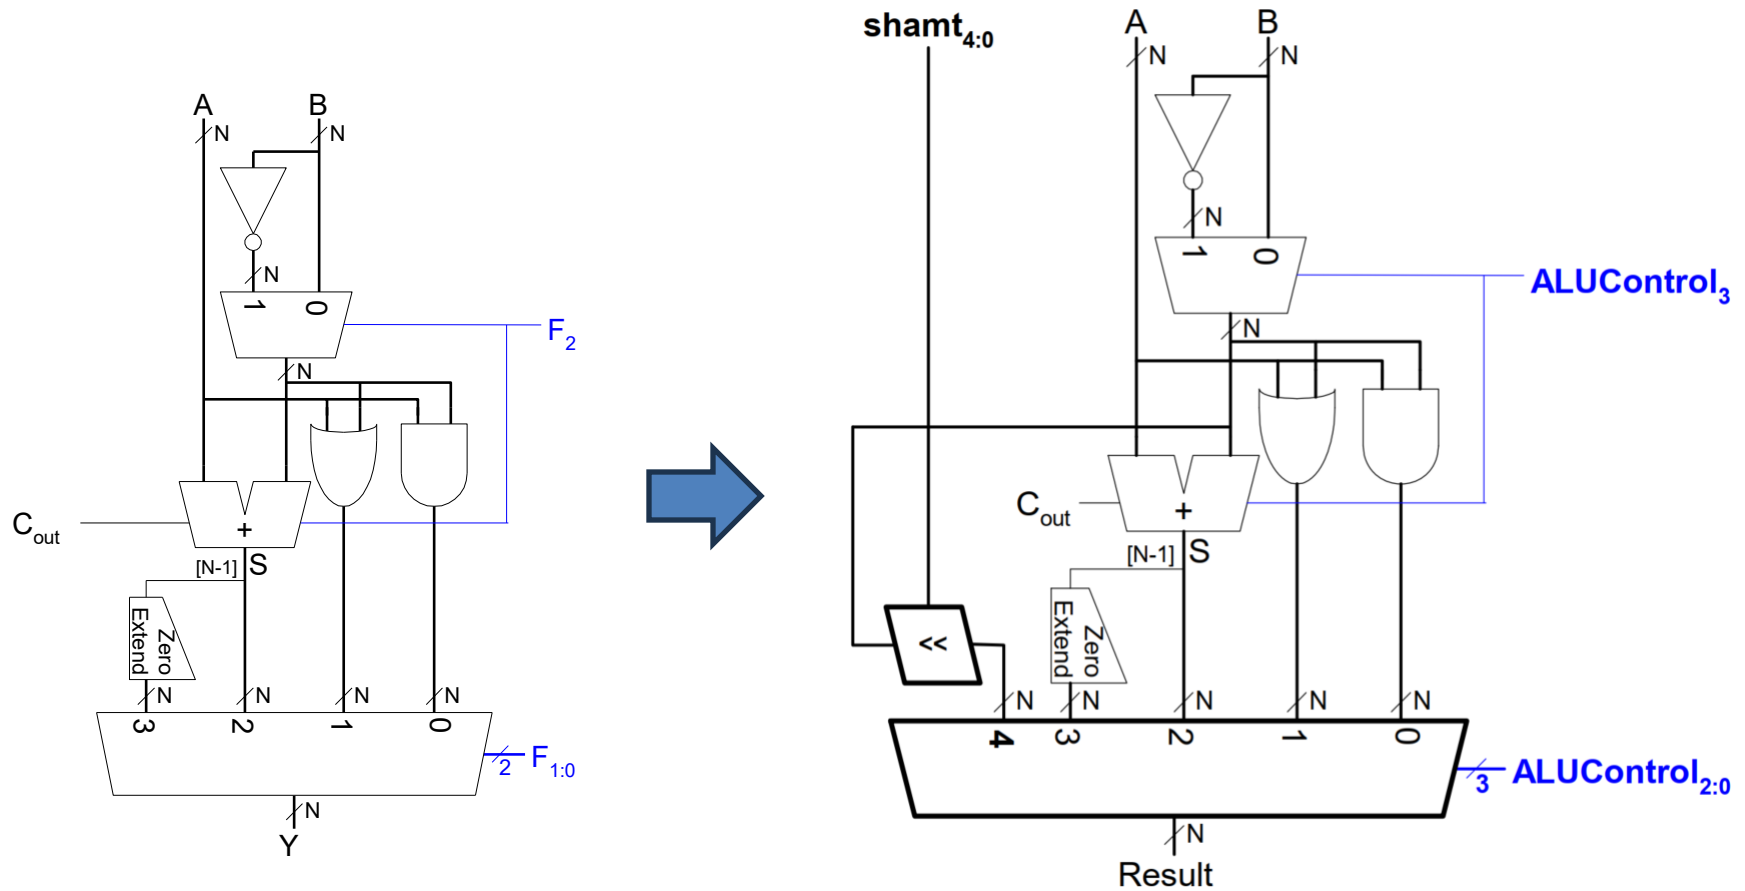 A B
N N
N
1 0
F2
N
Cout
+
[N-1] S
Zero
Extend
N N N N
3 2 1 0
2 F1:0
N
Y
shamt4:0
A B
N N
N
1 0
ALUControl3
N
Cout
+
[N-1] S
Zero
Extend
<<
N N N N N
4 3 2 1 0
3 ALUControl2:0
N
Result